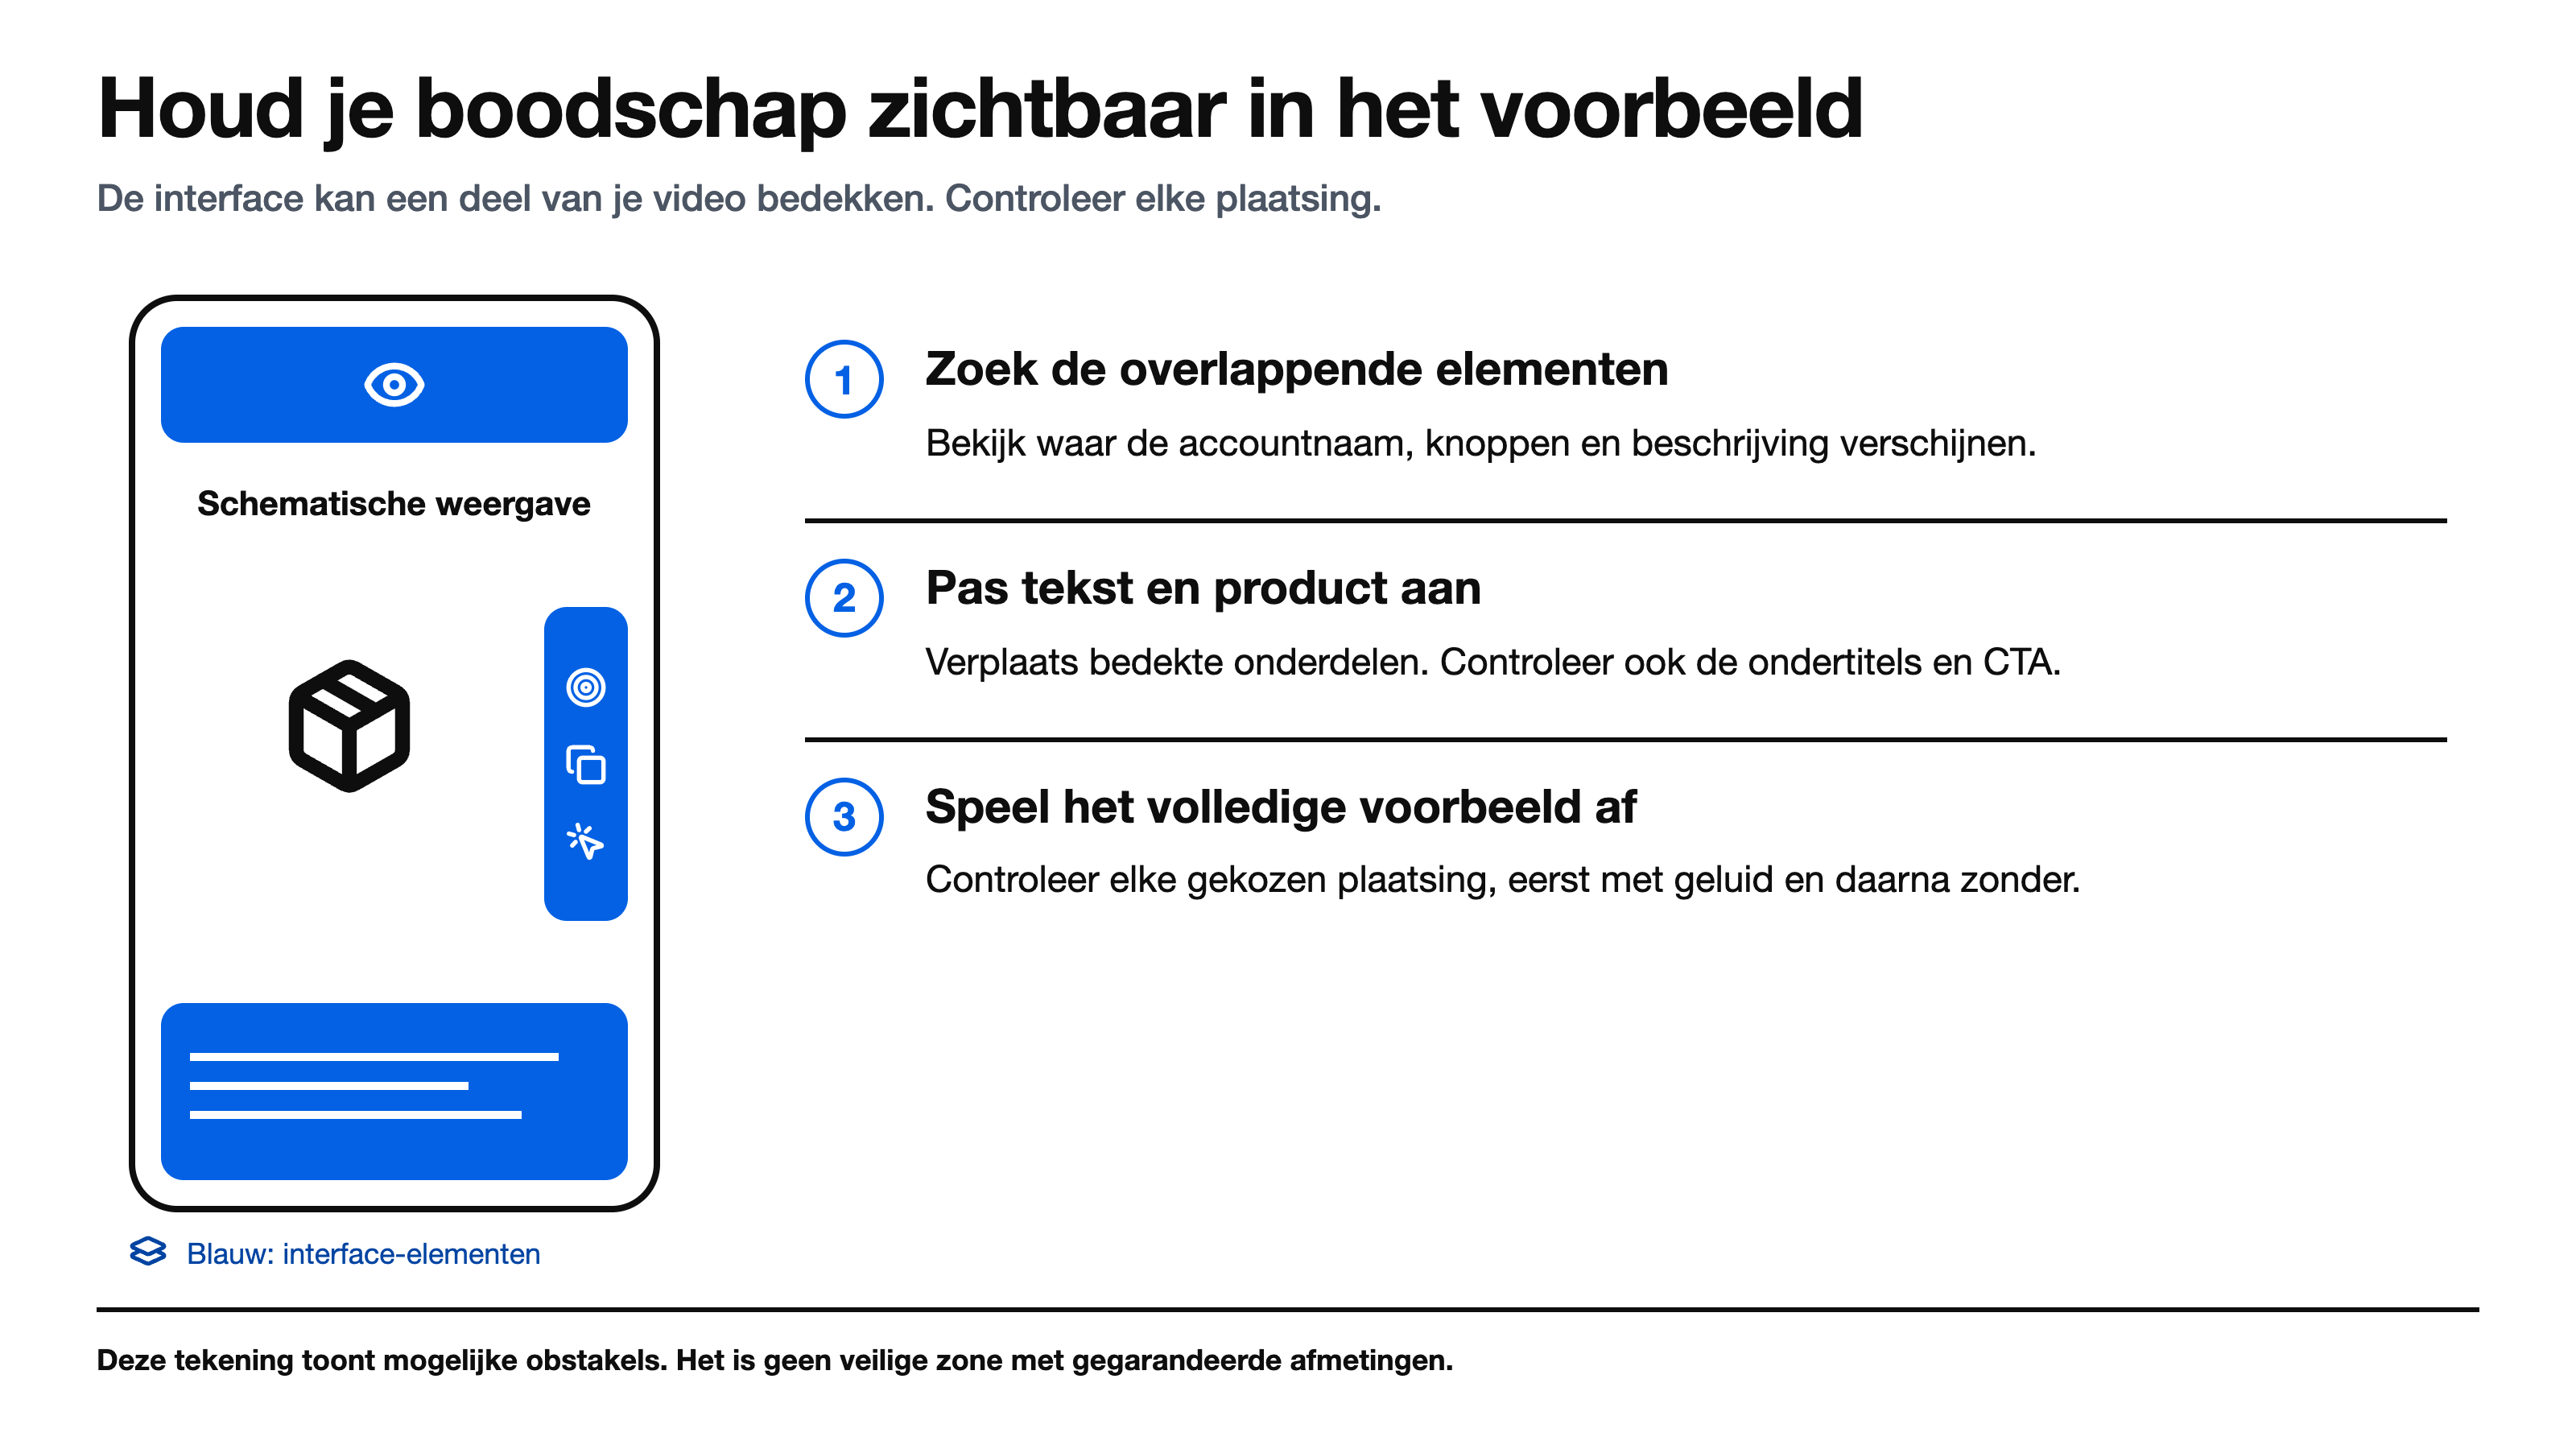 Houd je boodschap zichtbaar in het voorbeeld
De interface kan een deel van je video bedekken. Controleer elke plaatsing.
Schematische weergave
Blauw: interface-elementen
1
Zoek de overlappende elementen
Bekijk waar de accountnaam, knoppen en beschrijving verschijnen.
2
Pas tekst en product aan
Verplaats bedekte onderdelen. Controleer ook de ondertitels en CTA.
3
Speel het volledige voorbeeld af
Controleer elke gekozen plaatsing, eerst met geluid en daarna zonder.
Deze tekening toont mogelijke obstakels. Het is geen veilige zone met gegarandeerde afmetingen.